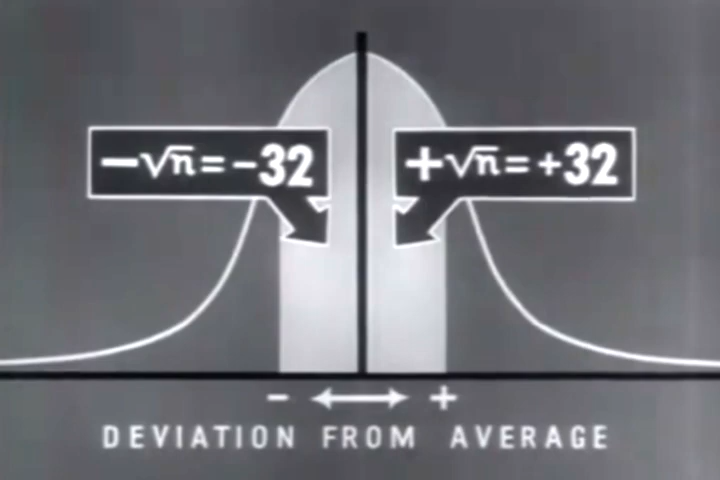 −√n=−32
+√n=+32
− +
DEVIATION FROM AVERAGE